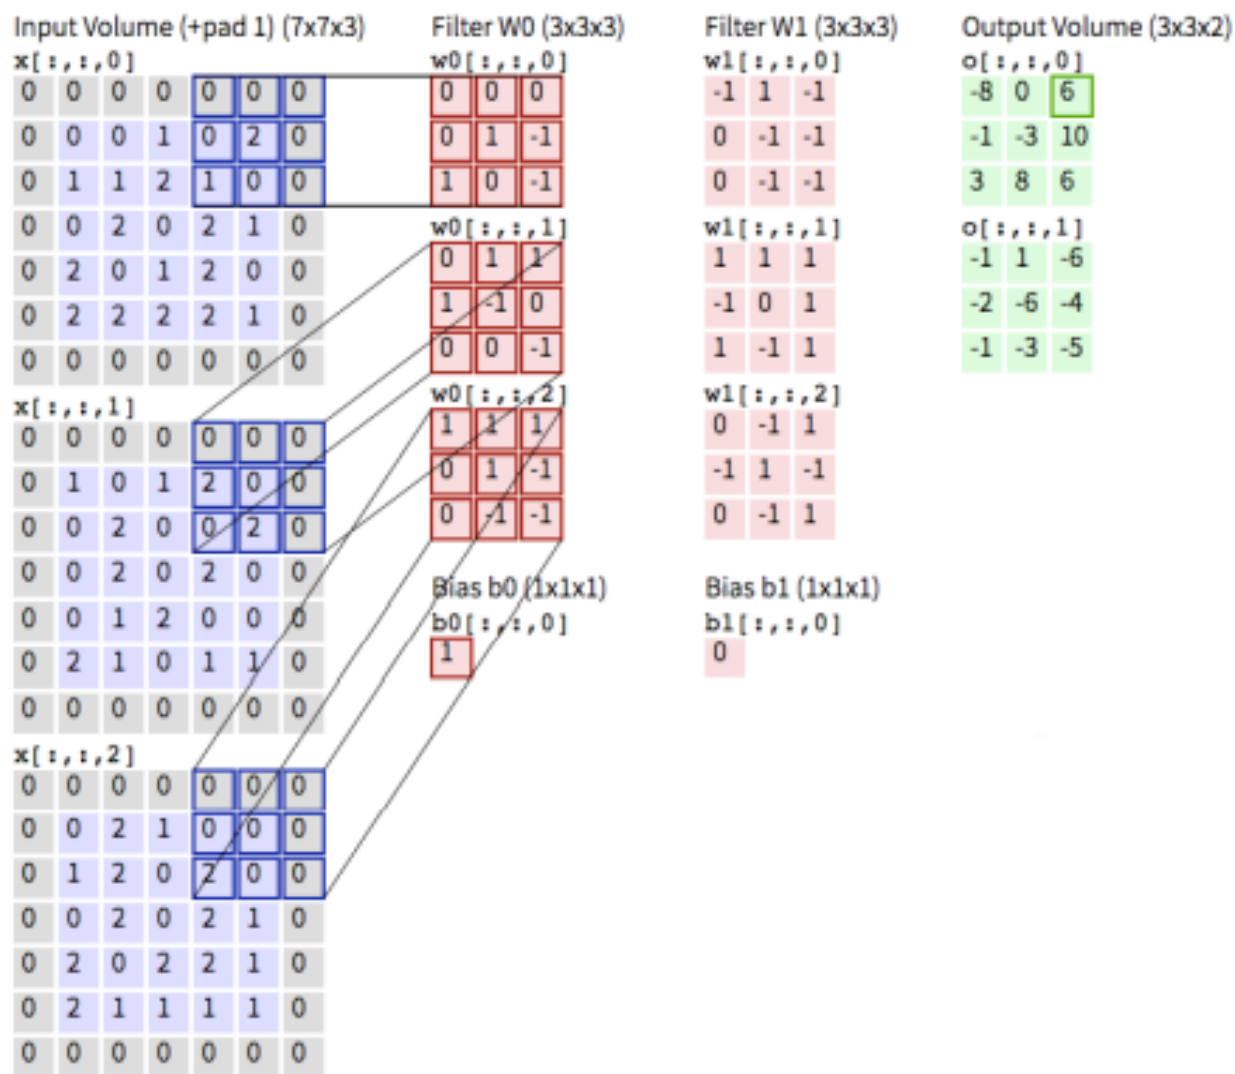 Input Volume (+pad 1) (7x7x3)
x[:,:,0]
0 0 0 0 0 0 0
0 0 0 1 0 2 0
0 1 1 2 1 0 0
0 0 2 0 2 1 0
0 2 0 1 2 0 0
0 2 2 2 2 1 0
0 0 0 0 0 0 0
x[:,:,1]
0 0 0 0 0 0 0
0 1 0 1 2 0 0
0 0 2 0 0 2 0
0 0 2 0 2 0 0
0 0 1 2 0 0 0
0 2 1 0 1 1 0
0 0 0 0 0 0 0
x[:,:,2]
0 0 0 0 0 0 0
0 0 2 1 0 0 0
0 1 2 0 2 0 0
0 0 2 0 2 1 0
0 2 0 2 2 1 0
0 2 1 1 1 1 0
0 0 0 0 0 0 0
Filter W0 (3x3x3)
w0[:,:,0]
0 0 0
0 1 -1
1 0 -1
w0[:,:,1]
0 1 1
1 -1 0
0 0 -1
w0[:,:,2]
1 1 1
0 1 -1
0 -1 -1
Bias b0 (1x1x1)
b0[:,:,0]
1
Filter W1 (3x3x3)
w1[:,:,0]
-1 1 -1
0 -1 -1
0 -1 -1
w1[:,:,1]
1 1 1
-1 0 1
1 -1 1
w1[:,:,2]
0 -1 1
-1 1 -1
0 -1 1
Bias b1 (1x1x1)
b1[:,:,0]
0
Output Volume (3x3x2)
o[:,:,0]
-8 0 6
-1 -3 10
3 8 6
o[:,:,1]
-1 1 -6
-2 -6 -4
-1 -3 -5